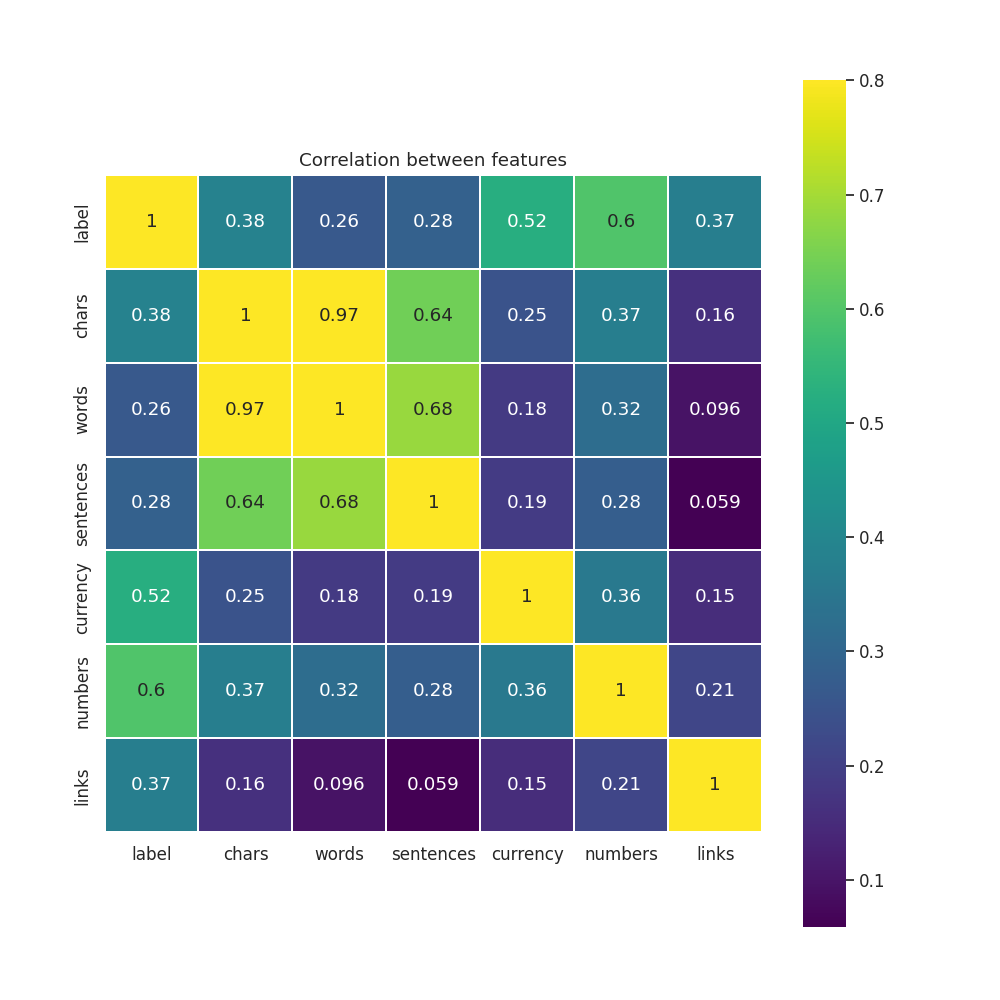 Correlation between features
label 1 0.38 0.26 0.28 0.52 0.6 0.37
chars 0.38 1 0.97 0.64 0.25 0.37 0.16
words 0.26 0.97 1 0.68 0.18 0.32 0.096
sentences 0.28 0.64 0.68 1 0.19 0.28 0.059
currency 0.52 0.25 0.18 0.19 1 0.36 0.15
numbers 0.6 0.37 0.32 0.28 0.36 1 0.21
links 0.37 0.16 0.096 0.059 0.15 0.21 1
label chars words sentences currency numbers links
0.8
0.7
0.6
0.5
0.4
0.3
0.2
0.1